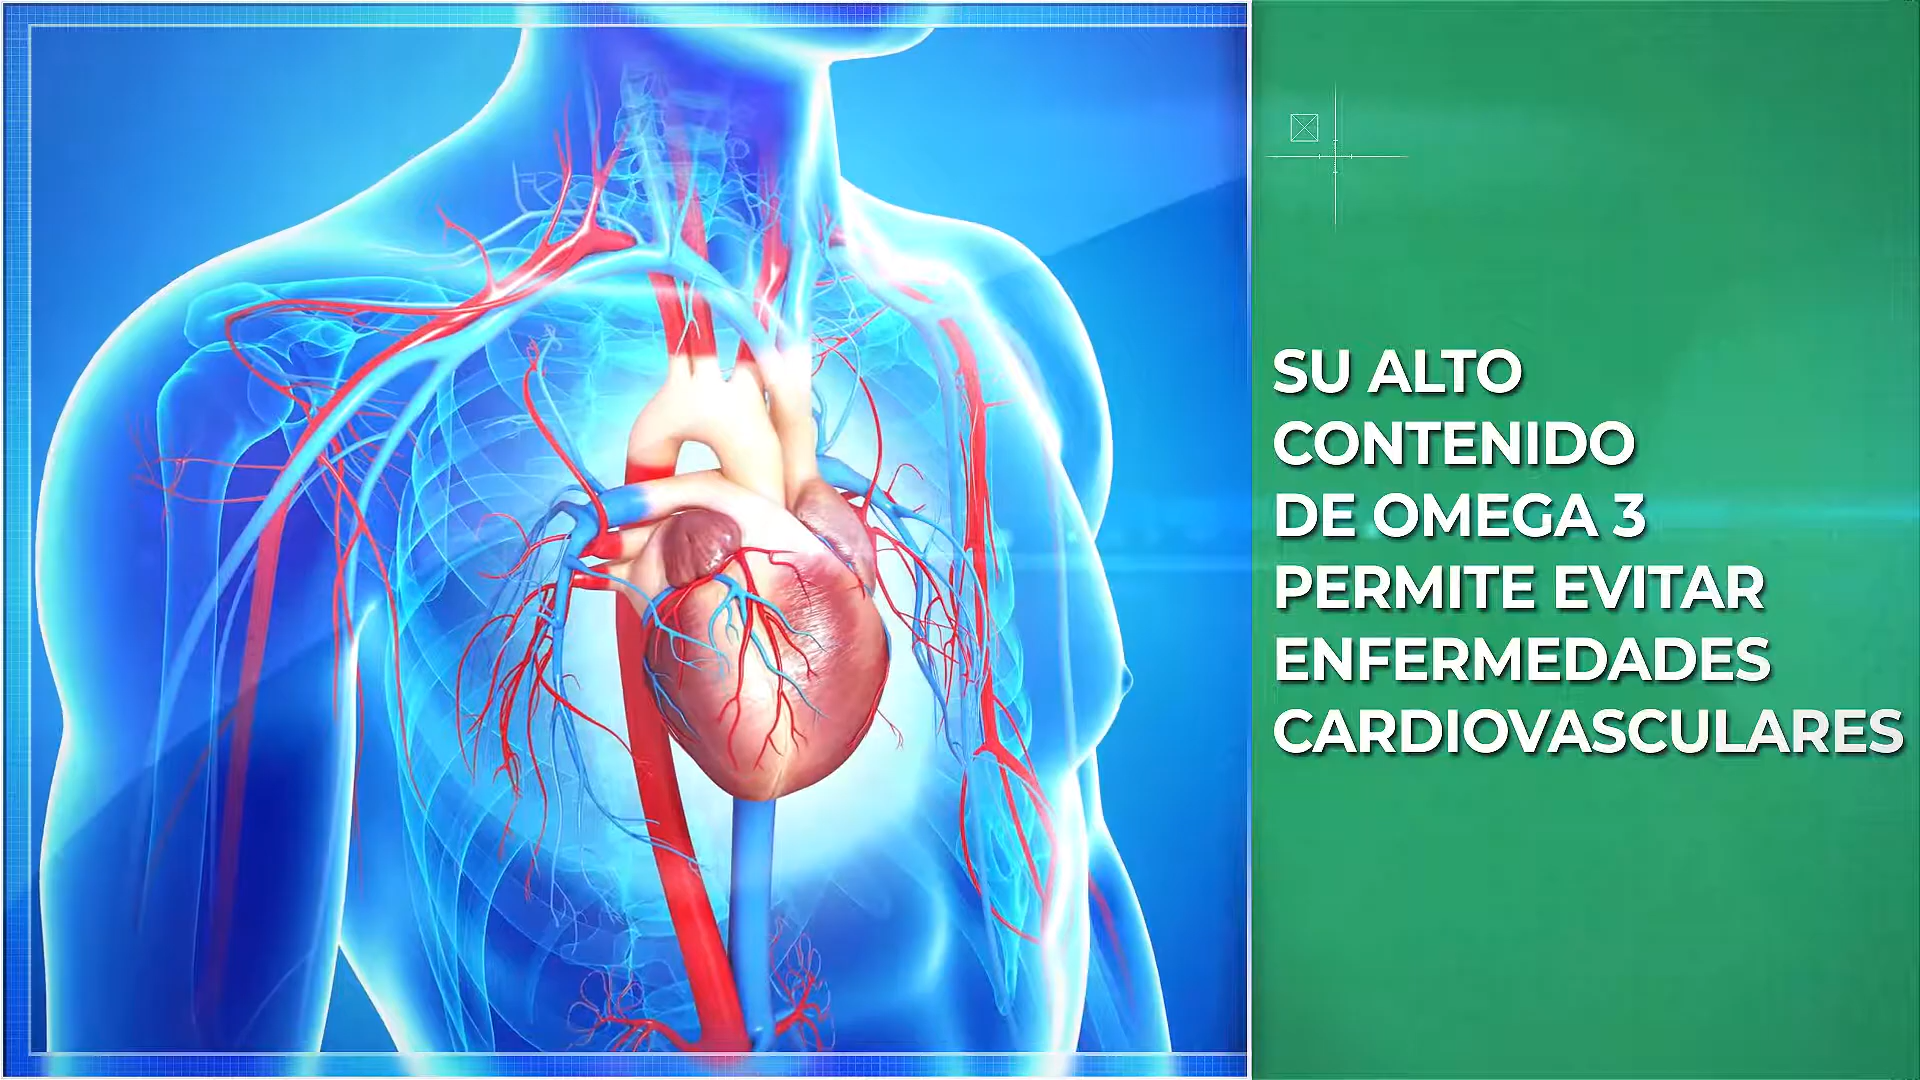 SU ALTO
CONTENIDO
DE OMEGA 3
PERMITE EVITAR
ENFERMEDADES
CARDIOVASCULARES